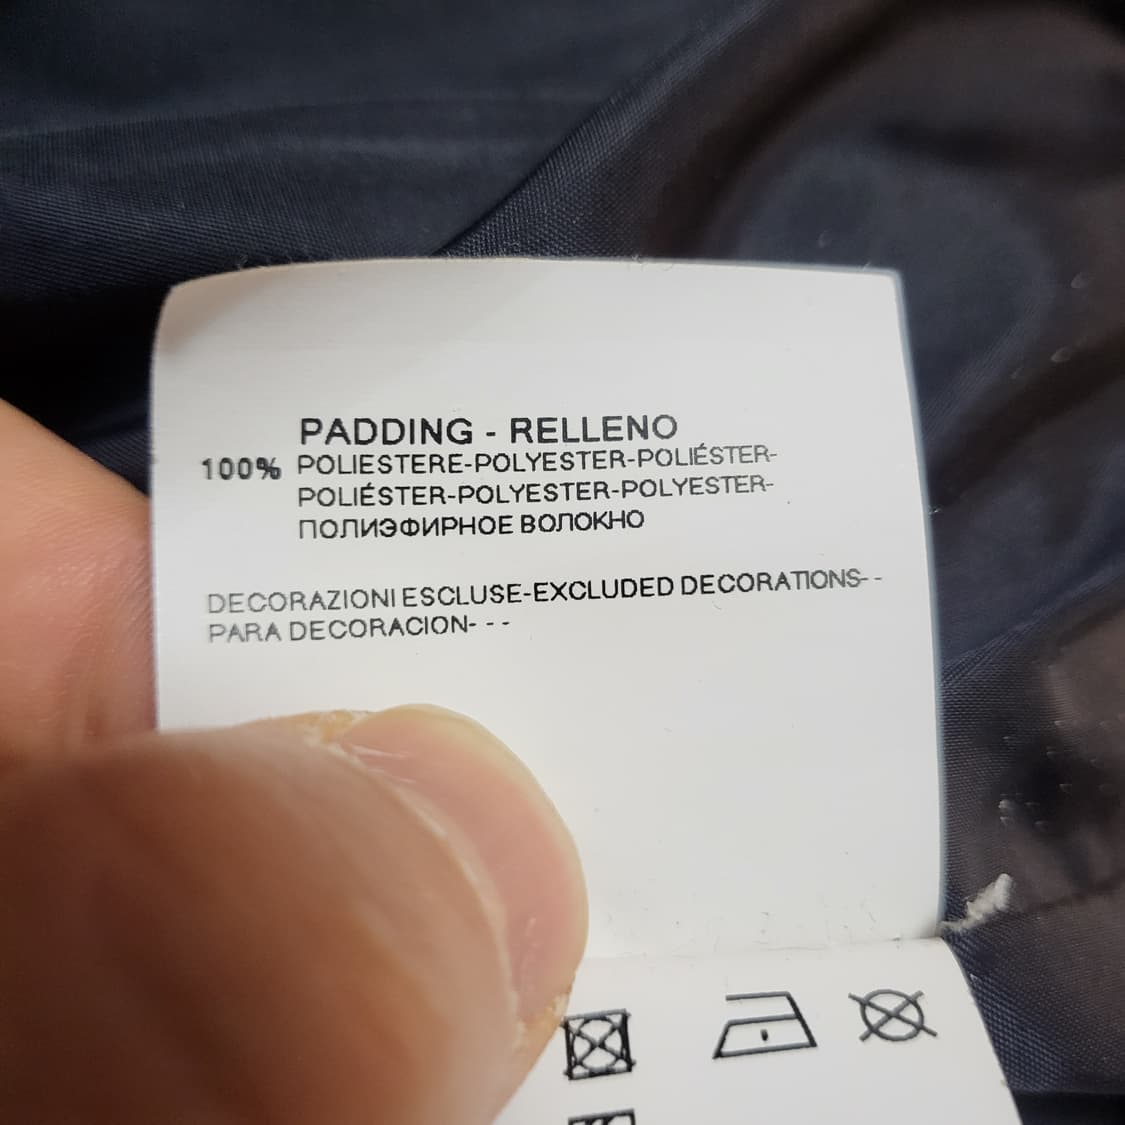 PADDING - RELLENO
100% POLIESTERE-POLYESTER-POLIÉSTER-
POLIÉSTER-POLYESTER-POLYESTER-
ПОЛИЭФИРНОЕ ВОЛОКНО
DECORAZIONI ESCLUSE-EXCLUDED DECORATIONS- -
PARA DECORACION- - -